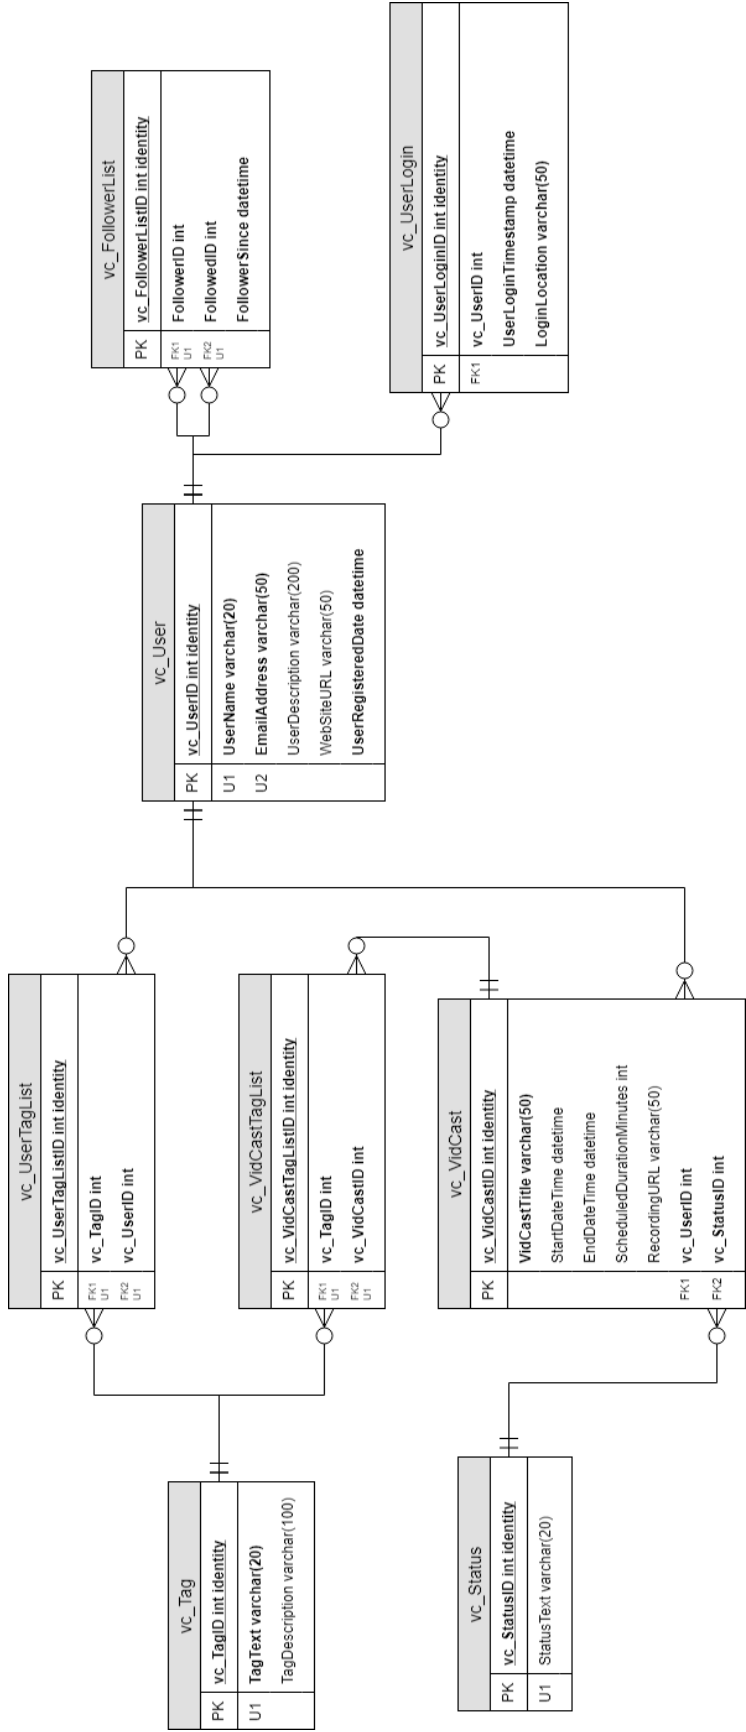 vc_FollowerList
PK vc_FollowerListID int identity
FK1 U1 FollowerID int
FK2 U1 FollowedID int
FollowerSince datetime
vc_UserLogin
PK vc_UserLoginID int identity
FK1 vc_UserID int
UserLoginTimestamp datetime
LoginLocation varchar(50)
vc_User
PK vc_UserID int identity
U1 UserName varchar(20)
U2 EmailAddress varchar(50)
UserDescription varchar(200)
WebSiteURL varchar(50)
UserRegisteredDate datetime
vc_UserTagList
PK vc_UserTagListID int identity
FK1 U1 vc_TagID int
FK2 U1 vc_UserID int
vc_VidCastTagList
PK vc_VidCastTagListID int identity
FK1 U1 vc_TagID int
FK2 U1 vc_VidCastID int
vc_VidCast
PK vc_VidCastID int identity
VidCastTitle varchar(50)
StartDateTime datetime
EndDateTime datetime
ScheduledDurationMinutes int
RecordingURL varchar(50)
FK1 vc_UserID int
FK2 vc_StatusID int
vc_Tag
PK vc_TagID int identity
U1 TagText varchar(20)
TagDescription varchar(100)
vc_Status
PK vc_StatusID int identity
U1 StatusText varchar(20)